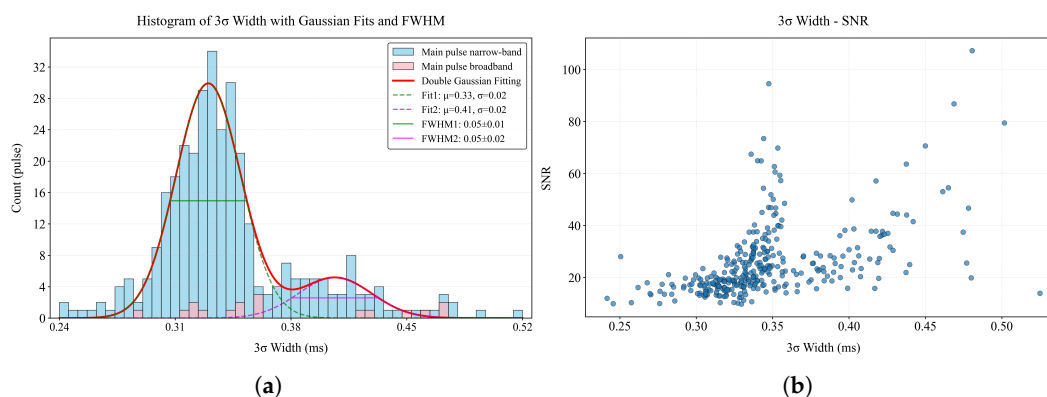 Histogram of 3σ Width with Gaussian Fits and FWHM
Count (pulse)
32
28
24
20
16
12
8
4
0
0.24
0.31
0.38
0.45
0.52
3σ Width (ms)
Main pulse narrow-band
Main pulse broadband
Double Gaussian Fitting
Fit1: μ=0.33, σ=0.02
Fit2: μ=0.41, σ=0.02
FWHM1: 0.05±0.01
FWHM2: 0.05±0.02
(a)
3σ Width - SNR
SNR
100
80
60
40
20
0.25
0.30
0.35
0.40
0.45
0.50
3σ Width (ms)
(b)